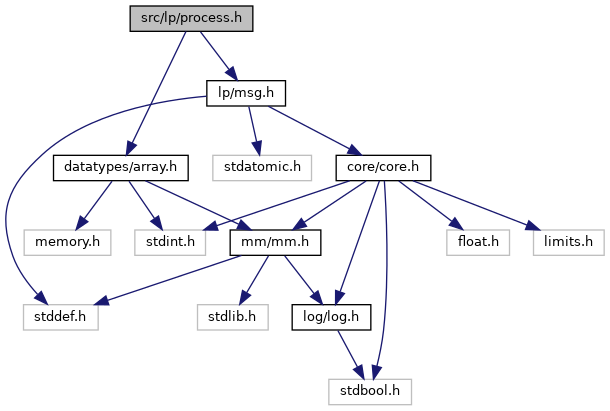 src/lp/process.h
lp/msg.h
datatypes/array.h
stdatomic.h
core/core.h
memory.h
stdint.h
mm/mm.h
float.h
limits.h
stddef.h
stdlib.h
log/log.h
stdbool.h